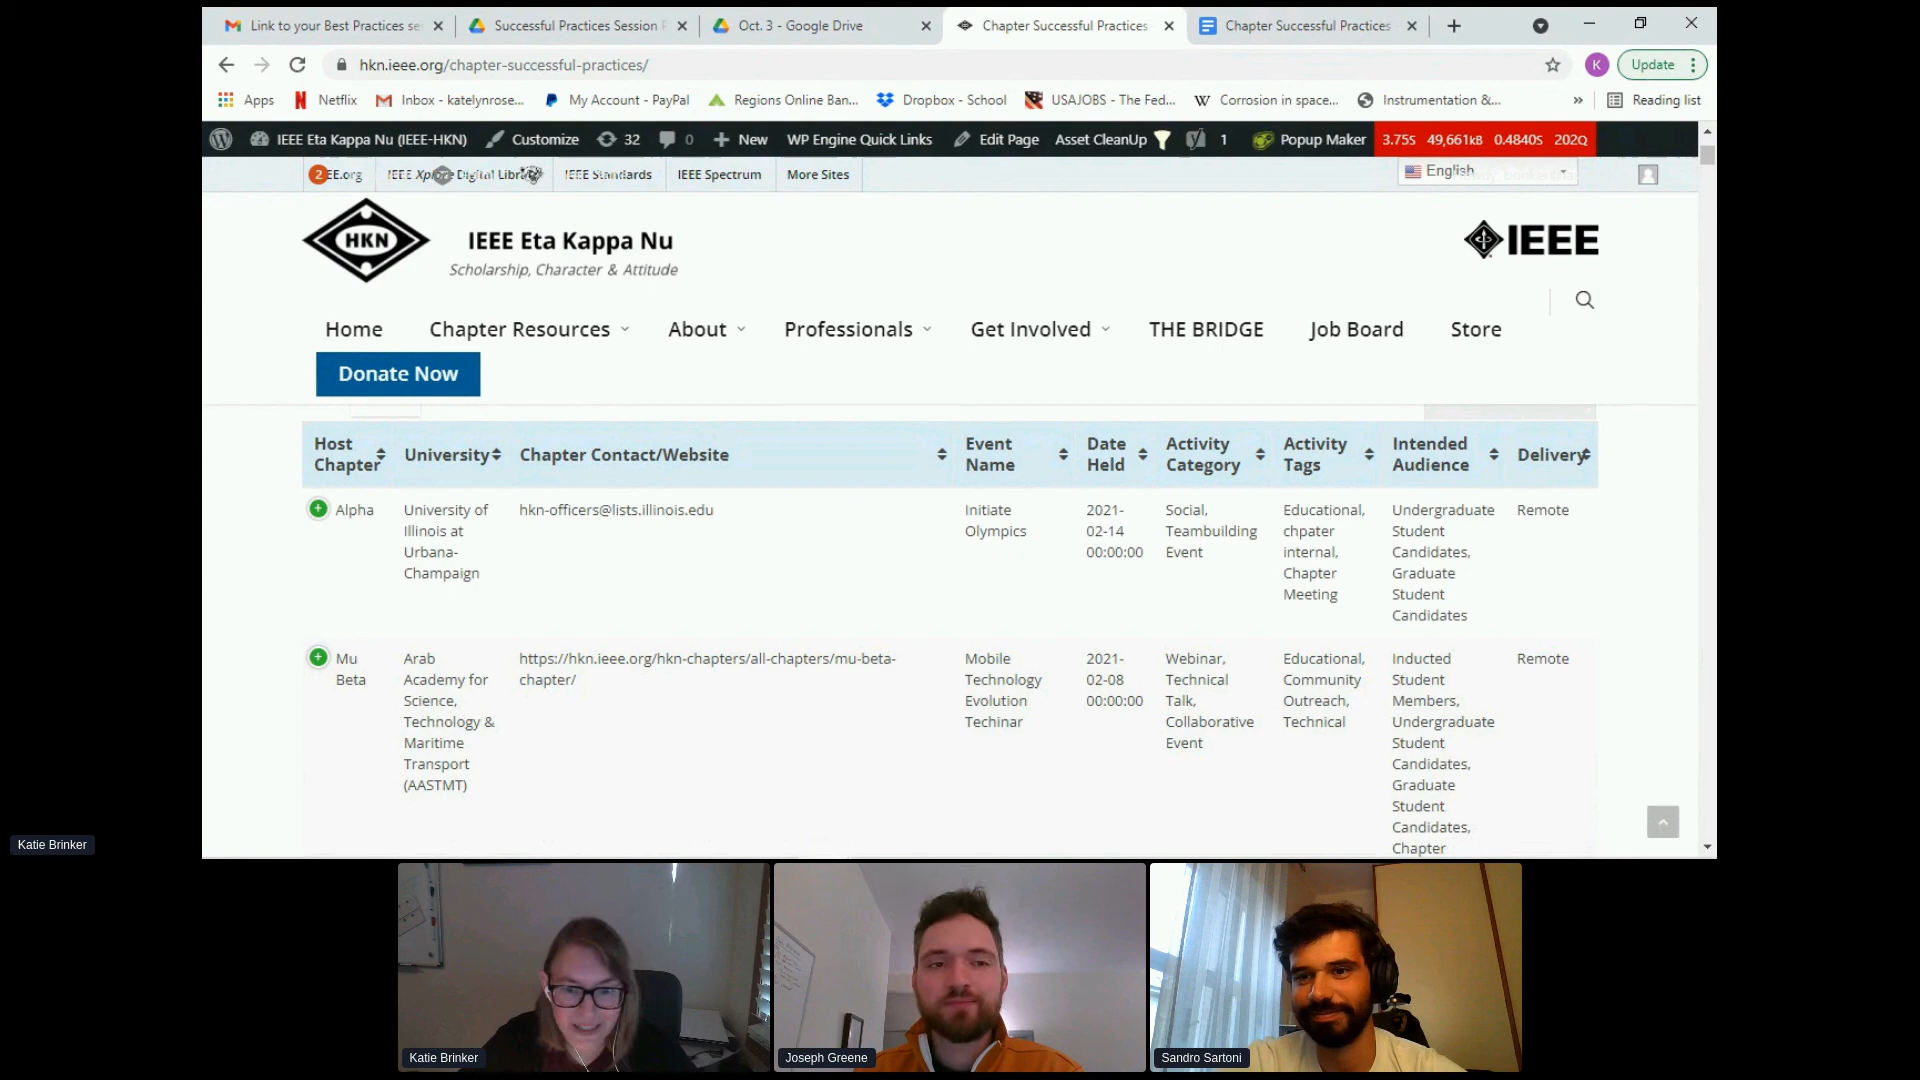 Link to your Best Practices se
Successful Practices Session
Oct. 3 - Google Drive
Chapter Successful Practices
Chapter Successful Practices
hkn.ieee.org/chapter-successful-practices/
K
Update
Apps
Netflix
Inbox - katelynrose...
My Account - PayPal
Regions Online Ban...
Dropbox - School
USAJOBS - The Fed...
Corrosion in space...
Instrumentation &...
»
Reading list
IEEE Eta Kappa Nu (IEEE-HKN)
Customize
32
0
New
WP Engine Quick Links
Edit Page
Asset CleanUp
1
Popup Maker
3.75S 49,661KB 0.4840S 202Q
2
EE.org
IEEE Xplore Digital Library
IEEE Standards
IEEE Spectrum
More Sites
English
HKN
IEEE Eta Kappa Nu
Scholarship, Character & Attitude
IEEE
Home
Chapter Resources
About
Professionals
Get Involved
THE BRIDGE
Job Board
Store
Donate Now
Host Chapter
University
Chapter Contact/Website
Event Name
Date Held
Activity Category
Activity Tags
Intended Audience
Delivery
Alpha
University of
Illinois at
Urbana-
Champaign
hkn-officers@lists.illinois.edu
Initiate
Olympics
2021-
02-14
00:00:00
Social,
Teambuilding
Event
Educational,
chpater
internal,
Chapter
Meeting
Undergraduate
Student
Candidates,
Graduate
Student
Candidates
Remote
Mu
Beta
Arab
Academy for
Science,
Technology &
Maritime
Transport
(AASTMT)
https://hkn.ieee.org/hkn-chapters/all-chapters/mu-beta-
chapter/
Mobile
Technology
Evolution
Techinar
2021-
02-08
00:00:00
Webinar,
Technical
Talk,
Collaborative
Event
Educational,
Community
Outreach,
Technical
Inducted
Student
Members,
Undergraduate
Student
Candidates,
Graduate
Student
Candidates,
Chapter
Remote
Katie Brinker
Katie Brinker
Joseph Greene
Sandro Sartoni